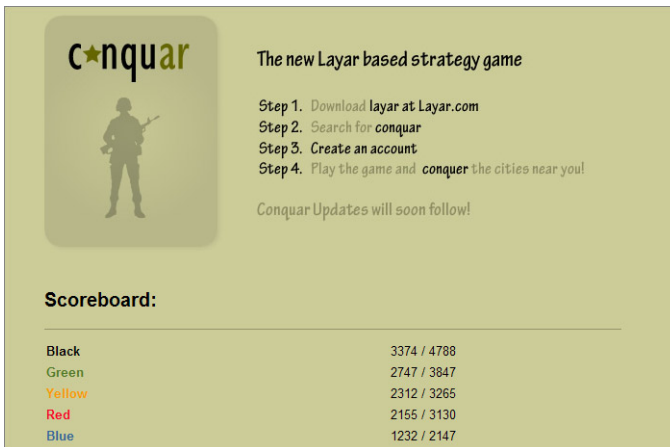 c★nquar
The new Layar based strategy game
Step 1. Download layar at Layar.com
Step 2. Search for conquar
Step 3. Create an account
Step 4. Play the game and conquer the cities near you!
Conquar Updates will soon follow!
Scoreboard:
Black 3374 / 4788
Green 2747 / 3847
Yellow 2312 / 3265
Red 2155 / 3130
Blue 1232 / 2147